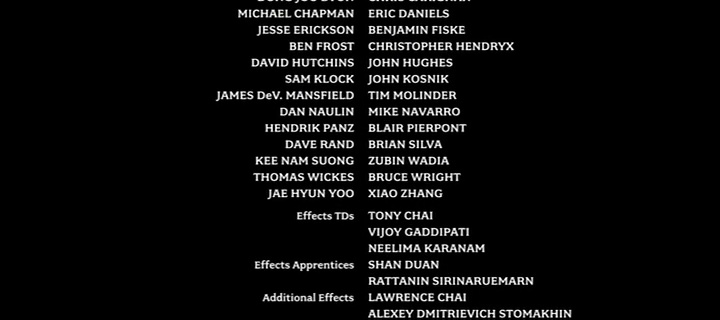 MICHAEL CHAPMAN ERIC DANIELS
JESSE ERICKSON BENJAMIN FISKE
BEN FROST CHRISTOPHER HENDRYX
DAVID HUTCHINS JOHN HUGHES
SAM KLOCK JOHN KOSNIK
JAMES DeV. MANSFIELD TIM MOLINDER
DAN NAULIN MIKE NAVARRO
HENDRIK PANZ BLAIR PIERPONT
DAVE RAND BRIAN SILVA
KEE NAM SUONG ZUBIN WADIA
THOMAS WICKES BRUCE WRIGHT
JAE HYUN YOO XIAO ZHANG
Effects TDs TONY CHAI
VIJOY GADDIPATI
NEELIMA KARANAM
Effects Apprentices SHAN DUAN
RATTANIN SIRINARUEMARN
Additional Effects LAWRENCE CHAI
ALEXEY DMITRIEVICH STOMAKHIN